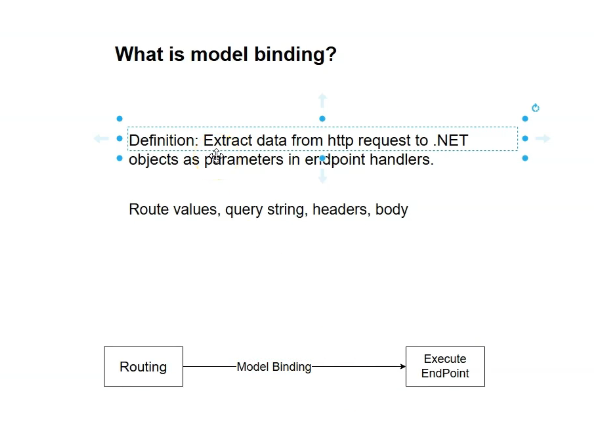 What is model binding?
Definition: Extract data from http request to .NET
objects as parameters in endpoint handlers.
Route values, query string, headers, body
Routing
Model Binding
Execute
EndPoint